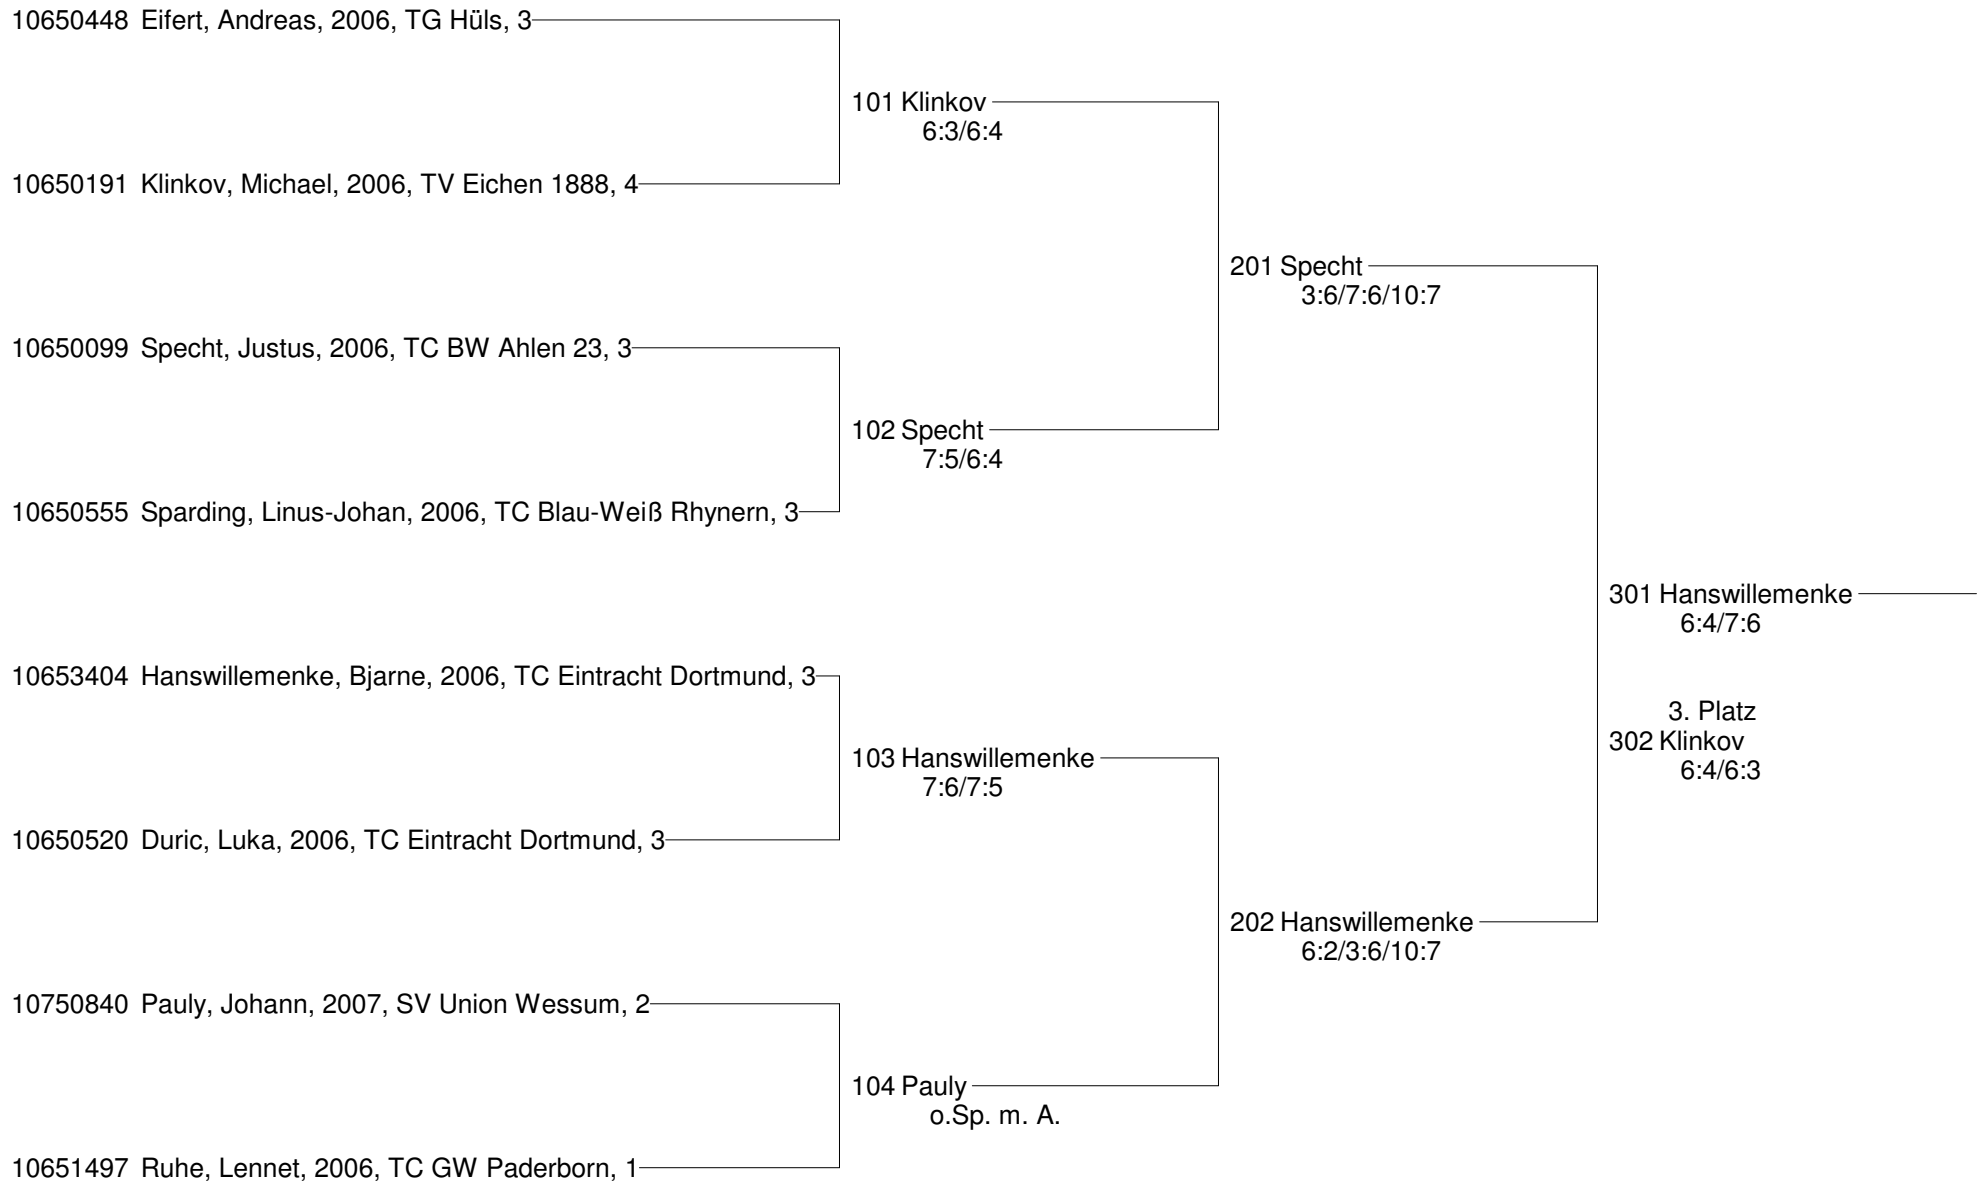 10650448 Eifert, Andreas, 2006, TG Hüls, 3
101 Klinkov
6:3/6:4
10650191 Klinkov, Michael, 2006, TV Eichen 1888, 4
201 Specht
3:6/7:6/10:7
10650099 Specht, Justus, 2006, TC BW Ahlen 23, 3
102 Specht
7:5/6:4
10650555 Sparding, Linus-Johan, 2006, TC Blau-Weiß Rhynern, 3
301 Hanswillemenke
6:4/7:6
10653404 Hanswillemenke, Bjarne, 2006, TC Eintracht Dortmund, 3
3. Platz
302 Klinkov
6:4/6:3
103 Hanswillemenke
7:6/7:5
10650520 Duric, Luka, 2006, TC Eintracht Dortmund, 3
202 Hanswillemenke
6:2/3:6/10:7
10750840 Pauly, Johann, 2007, SV Union Wessum, 2
104 Pauly
o.Sp. m. A.
10651497 Ruhe, Lennet, 2006, TC GW Paderborn, 1